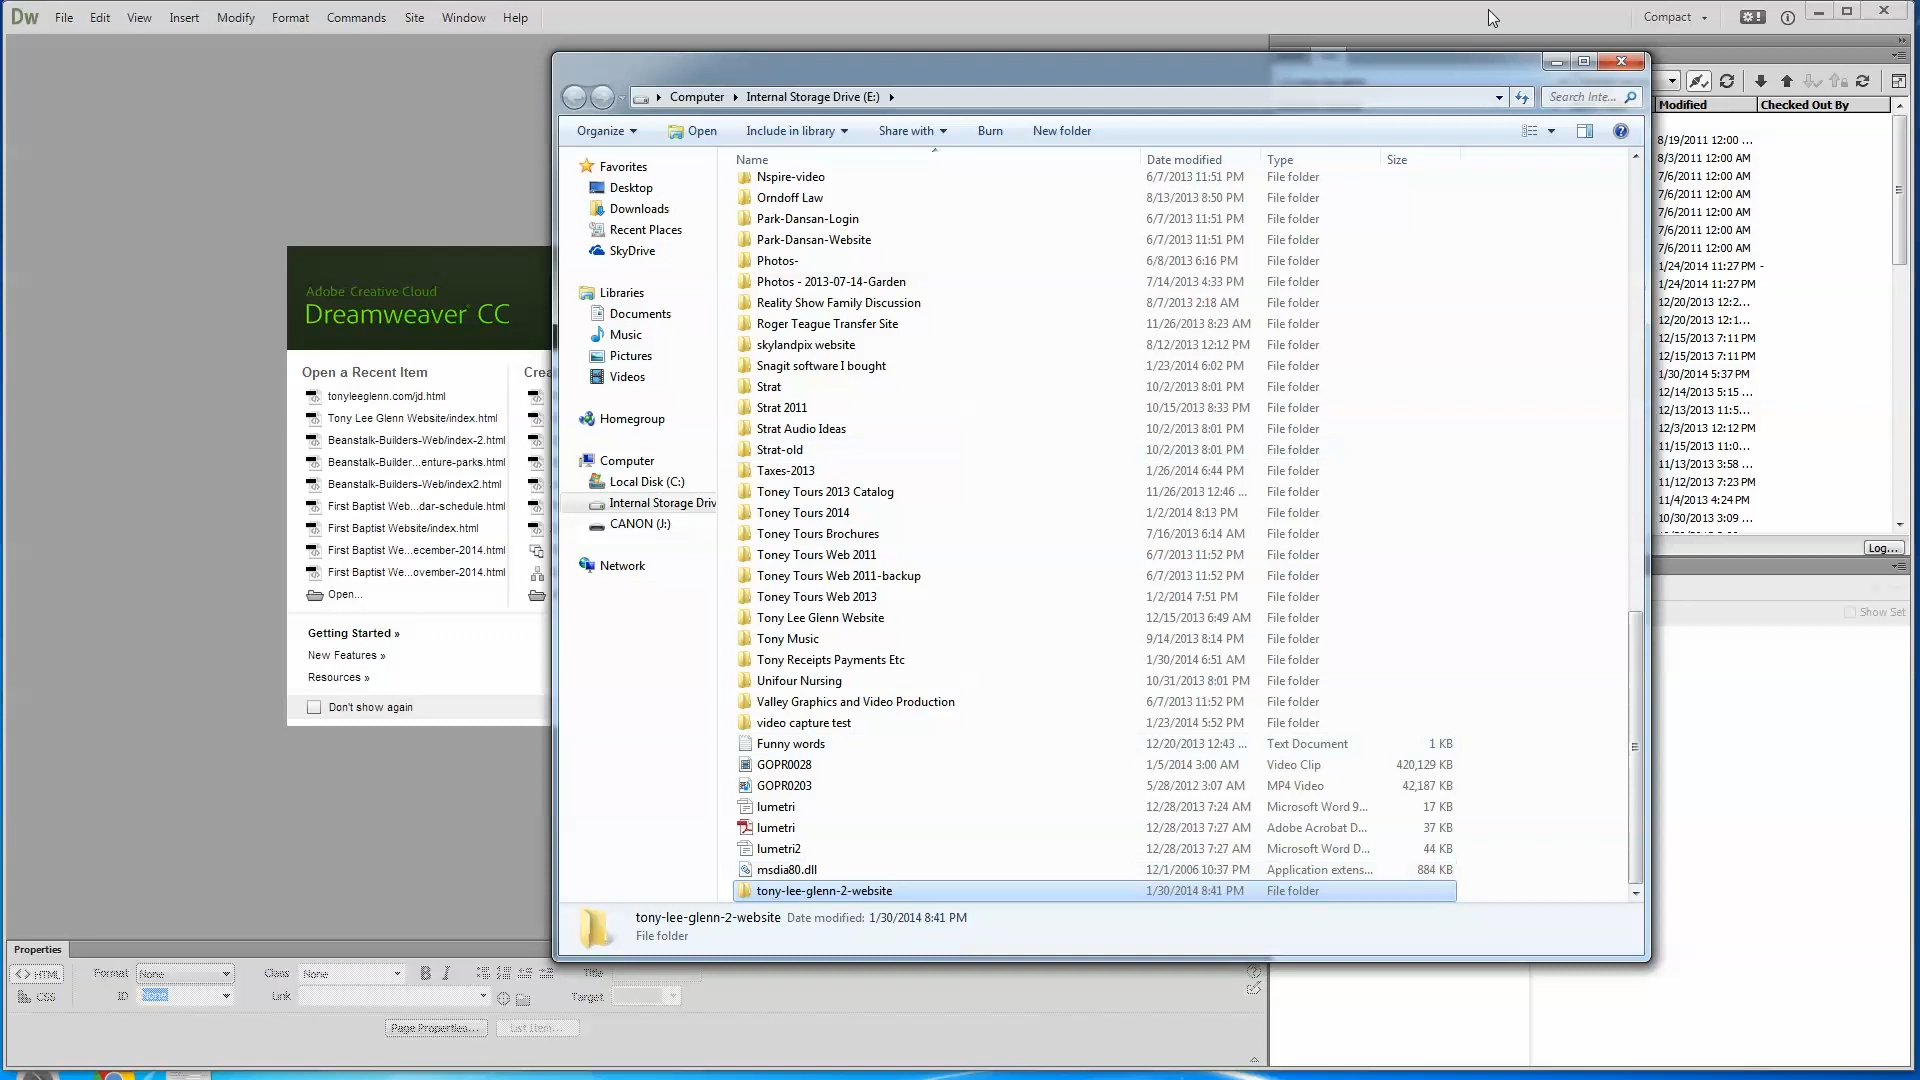 Dw File Edit View Insert Modify Format Commands Site Window Help Compact
Computer Internal Storage Drive (E:) Search Inte...
Organize Open Include in library Share with Burn New folder
Modified Checked Out By
Favorites
Desktop
Downloads
Recent Places
SkyDrive
Libraries
Documents
Music
Pictures
Videos
Homegroup
Computer
Local Disk (C:)
Internal Storage Driv
CANON (J:)
Network
Name Date modified Type Size
Nspire-video 6/7/2013 11:51 PM File folder
Orndoff Law 8/13/2013 8:50 PM File folder
Park-Dansan-Login 6/7/2013 11:51 PM File folder
Park-Dansan-Website 6/7/2013 11:51 PM File folder
Photos- 6/8/2013 6:16 PM File folder
Photos - 2013-07-14-Garden 7/14/2013 4:33 PM File folder
Reality Show Family Discussion 8/7/2013 2:18 AM File folder
Roger Teague Transfer Site 11/26/2013 8:23 AM File folder
skylandpix website 8/12/2013 12:12 PM File folder
Snagit software I bought 1/23/2014 6:02 PM File folder
Strat 10/2/2013 8:01 PM File folder
Strat 2011 10/15/2013 8:33 PM File folder
Strat Audio Ideas 10/2/2013 8:01 PM File folder
Strat-old 10/2/2013 8:01 PM File folder
Taxes-2013 1/26/2014 6:44 PM File folder
Toney Tours 2013 Catalog 11/26/2013 12:46 ... File folder
Toney Tours 2014 1/2/2014 8:13 PM File folder
Toney Tours Brochures 7/16/2013 6:14 AM File folder
Toney Tours Web 2011 6/7/2013 11:52 PM File folder
Toney Tours Web 2011-backup 6/7/2013 11:52 PM File folder
Toney Tours Web 2013 1/2/2014 7:51 PM File folder
Tony Lee Glenn Website 12/15/2013 6:49 AM File folder
Tony Music 9/14/2013 8:14 PM File folder
Tony Receipts Payments Etc 1/30/2014 6:51 AM File folder
Unifour Nursing 10/31/2013 8:01 PM File folder
Valley Graphics and Video Production 6/7/2013 11:52 PM File folder
video capture test 1/23/2014 5:52 PM File folder
Funny words 12/20/2013 12:43 ... Text Document 1 KB
GOPR0028 1/5/2014 3:00 AM Video Clip 420,129 KB
GOPR0203 5/28/2012 3:07 AM MP4 Video 42,187 KB
lumetri 12/28/2013 7:24 AM Microsoft Word 9... 17 KB
lumetri 12/28/2013 7:27 AM Adobe Acrobat D... 37 KB
lumetri2 12/28/2013 7:27 AM Microsoft Word D... 44 KB
msdia80.dll 12/1/2006 10:37 PM Application extens... 884 KB
tony-lee-glenn-2-website 1/30/2014 8:41 PM File folder
tony-lee-glenn-2-website Date modified: 1/30/2014 8:41 PM
File folder
8/19/2011 12:00 ...
8/3/2011 12:00 AM
7/6/2011 12:00 AM
7/6/2011 12:00 AM
7/6/2011 12:00 AM
7/6/2011 12:00 AM
7/6/2011 12:00 AM
1/24/2014 11:27 PM -
1/24/2014 11:27 PM
12/20/2013 12:2...
12/20/2013 12:1...
12/15/2013 7:11 PM
12/15/2013 7:11 PM
1/30/2014 5:37 PM
12/14/2013 5:15 ...
12/13/2013 11:5...
12/3/2013 12:12 PM
11/15/2013 11:0...
11/13/2013 3:58 ...
11/12/2013 7:23 PM
11/4/2013 4:24 PM
10/30/2013 3:09 ...
Log...
Show Set
Adobe Creative Cloud
Dreamweaver CC
Open a Recent Item Crea
tonyleeglenn.com/jd.html
Tony Lee Glenn Website/index.html
Beanstalk-Builders-Web/index-2.html
Beanstalk-Builder...enture-parks.html
Beanstalk-Builders-Web/index2.html
First Baptist Web...dar-schedule.html
First Baptist Website/index.html
First Baptist We...ecember-2014.html
First Baptist We...ovember-2014.html
Open...
Getting Started »
New Features »
Resources »
Don't show again
Properties
HTML Format None Class None B I Title
CSS ID None Link Target
Page Properties... List Item...